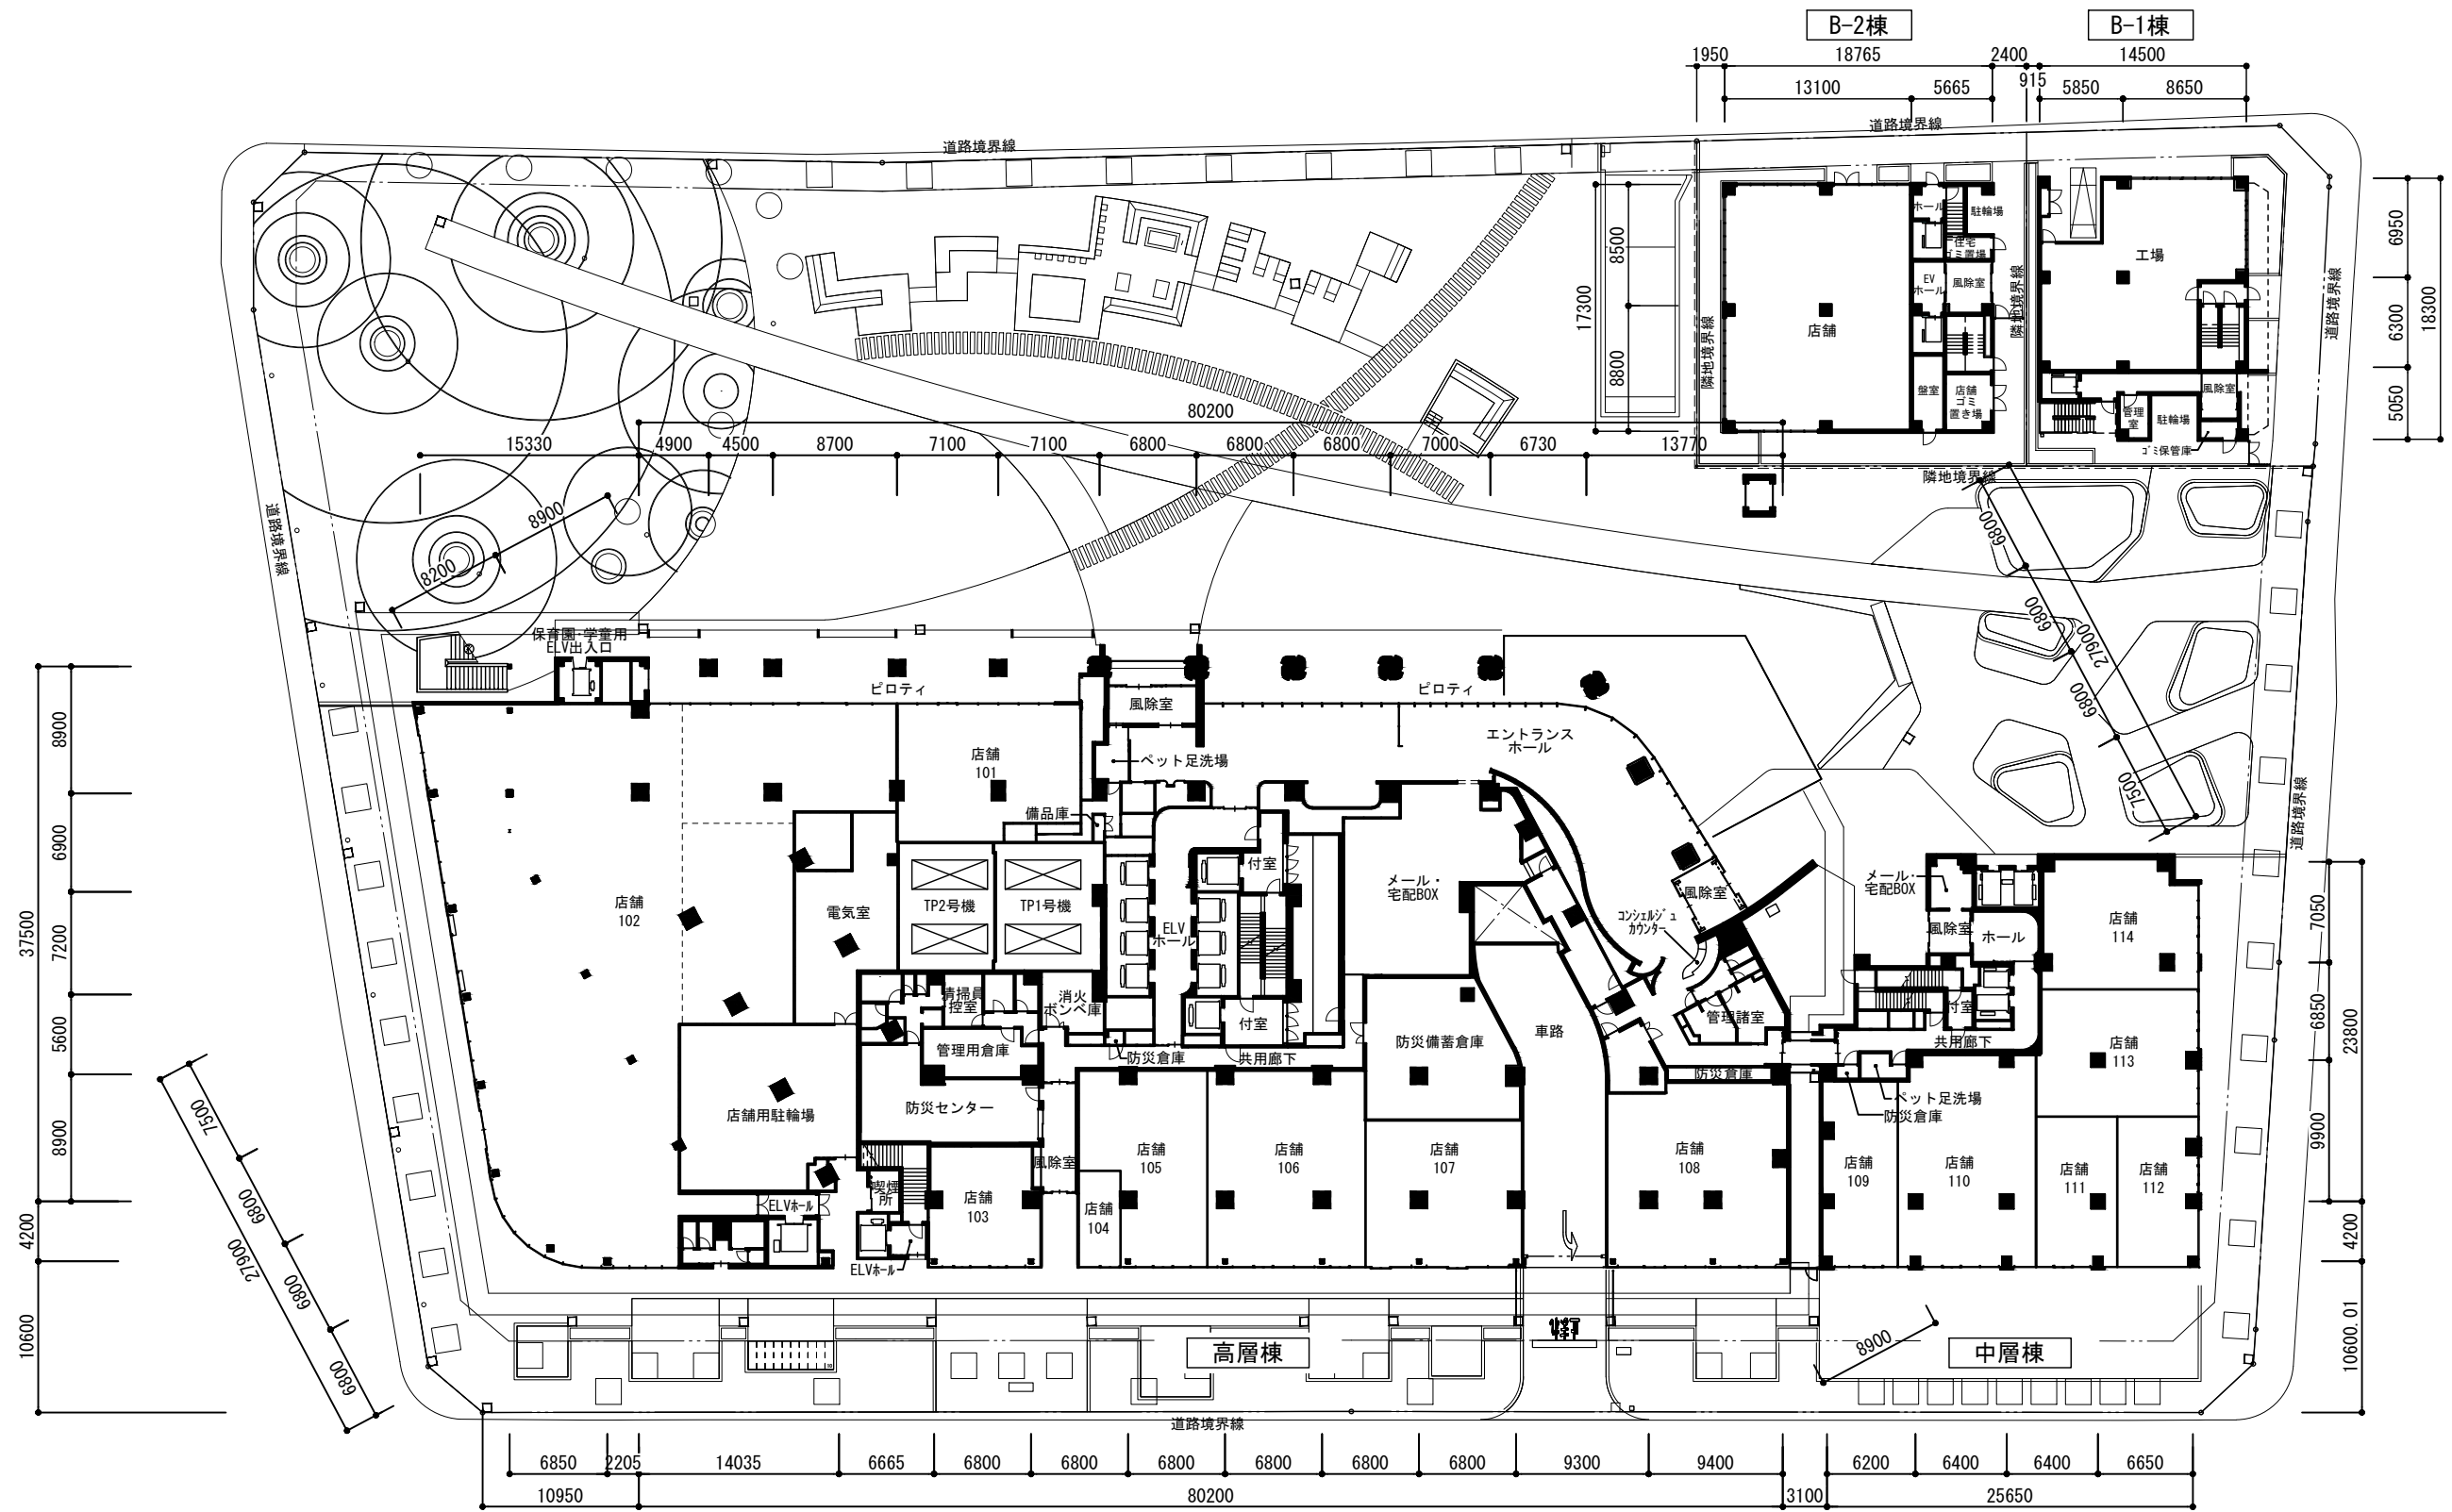 B-2棟
B-1棟
1950
18765
2400
14500
915
13100
5665
5850
8650
道路境界線
道路境界線
ホール
駐輪場
住宅
ゴミ置場
EV
ホール
風除室
店舗
盤室
店舗
ゴミ
置き場
工場
風除室
管理
室
駐輪場
ゴミ保管庫
隣地境界線
隣地境界線
隣地境界線
道路境界線
6950
6300
5050
18300
8500
8800
17300
80200
15330
4900
4500
8700
7100
7100
6800
6800
6800
7000
6730
13770
道路境界線
8900
8200
6800
6800
6800
7500
27900
保育園・学童用
ELV出入口
ピロティ
ピロティ
風除室
エントランス
ホール
ペット足洗場
店舗
101
備品庫
付室
メール・
宅配BOX
風除室
コンシェルジュ
カウンター
店舗
102
電気室
TP2号機
TP1号機
ELV
ホール
メール・
宅配BOX
風除室
ホール
店舗
114
道路境界線
清掃員
控室
消火
ボンベ庫
付室
管理諸室
付室
管理用倉庫
防災倉庫
共用廊下
防災備蓄倉庫
車路
共用廊下
店舗
113
防災倉庫
店舗用駐輪場
防災センター
ペット足洗場
防災倉庫
風除室
店舗
105
店舗
106
店舗
107
店舗
108
店舗
109
店舗
110
店舗
111
店舗
112
喫煙
所
店舗
103
店舗
104
ELVホール
ELVホール
8900
6900
7200
5600
8900
37500
4200
10600
7500
6800
6800
6800
27900
7050
6850
9900
23800
4200
10600.01
8900
高層棟
中層棟
道路境界線
6850
2205
14035
6665
6800
6800
6800
6800
6800
6800
9300
9400
6200
6400
6400
6650
10950
80200
3100
25650